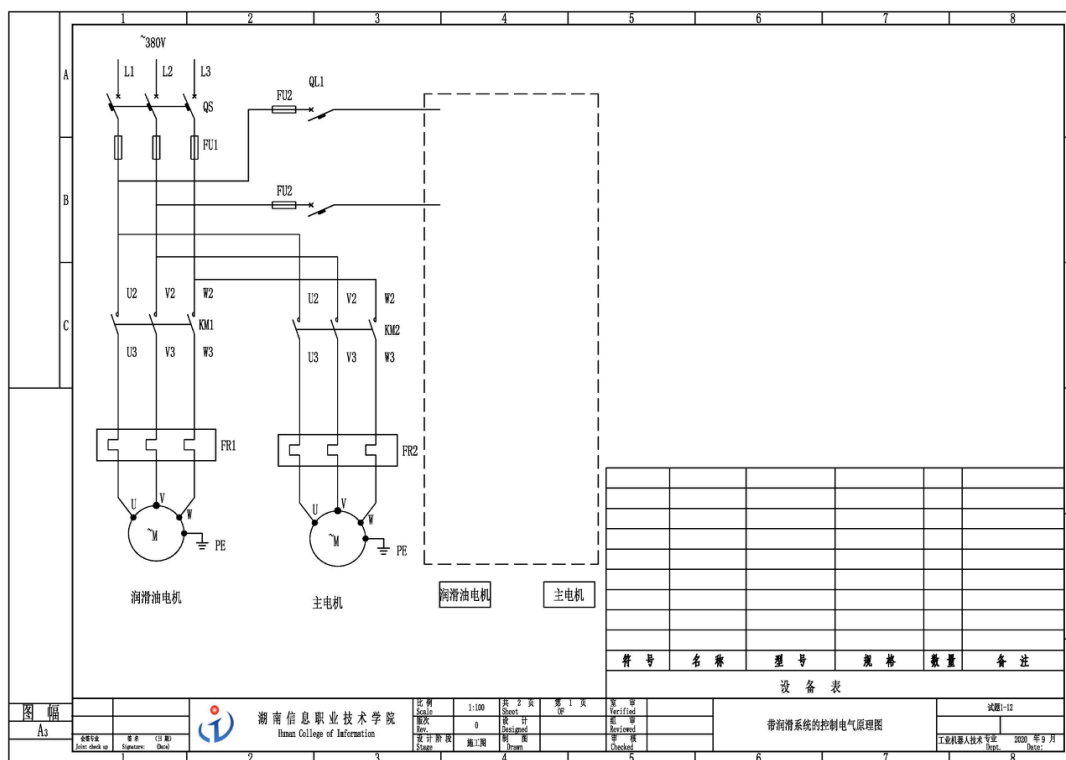 1 2 3 4 5 6 7 8
~380V
L1 L2 L3
A
QS
FU1
FU2
QL1
B
FU2
C
U2 V2 W2
U2 V2 W2
KM1
KM2
U3 V3 W3
U3 V3 W3
FR1
FR2
U V W
~M
PE
U V W
~M
PE
润滑油电机
主电机
润滑油电机
主电机
符 号 名 称 型 号 规 格 数 量 备 注
设 备 表
图 幅
A3
会签专业 签 名 (日 期)
Joint check up Signature: (Date)
湖南信息职业技术学院
Hunan College of Information
比 例
Scale
1:100
共 2 页
Sheet
第 1 页
OF
版次
Rev.
0
设 计
Designed
设 计 阶 段
Stage
施工图
制 图
Drawn
室 审
Verified
组 审
Reviewed
审 核
Checked
带润滑系统的控制电气原理图
试题1-12
工业机器人技术 专业
Dept.
2020 年 9 月
Date:
1 2 3 4 5 6 7 8